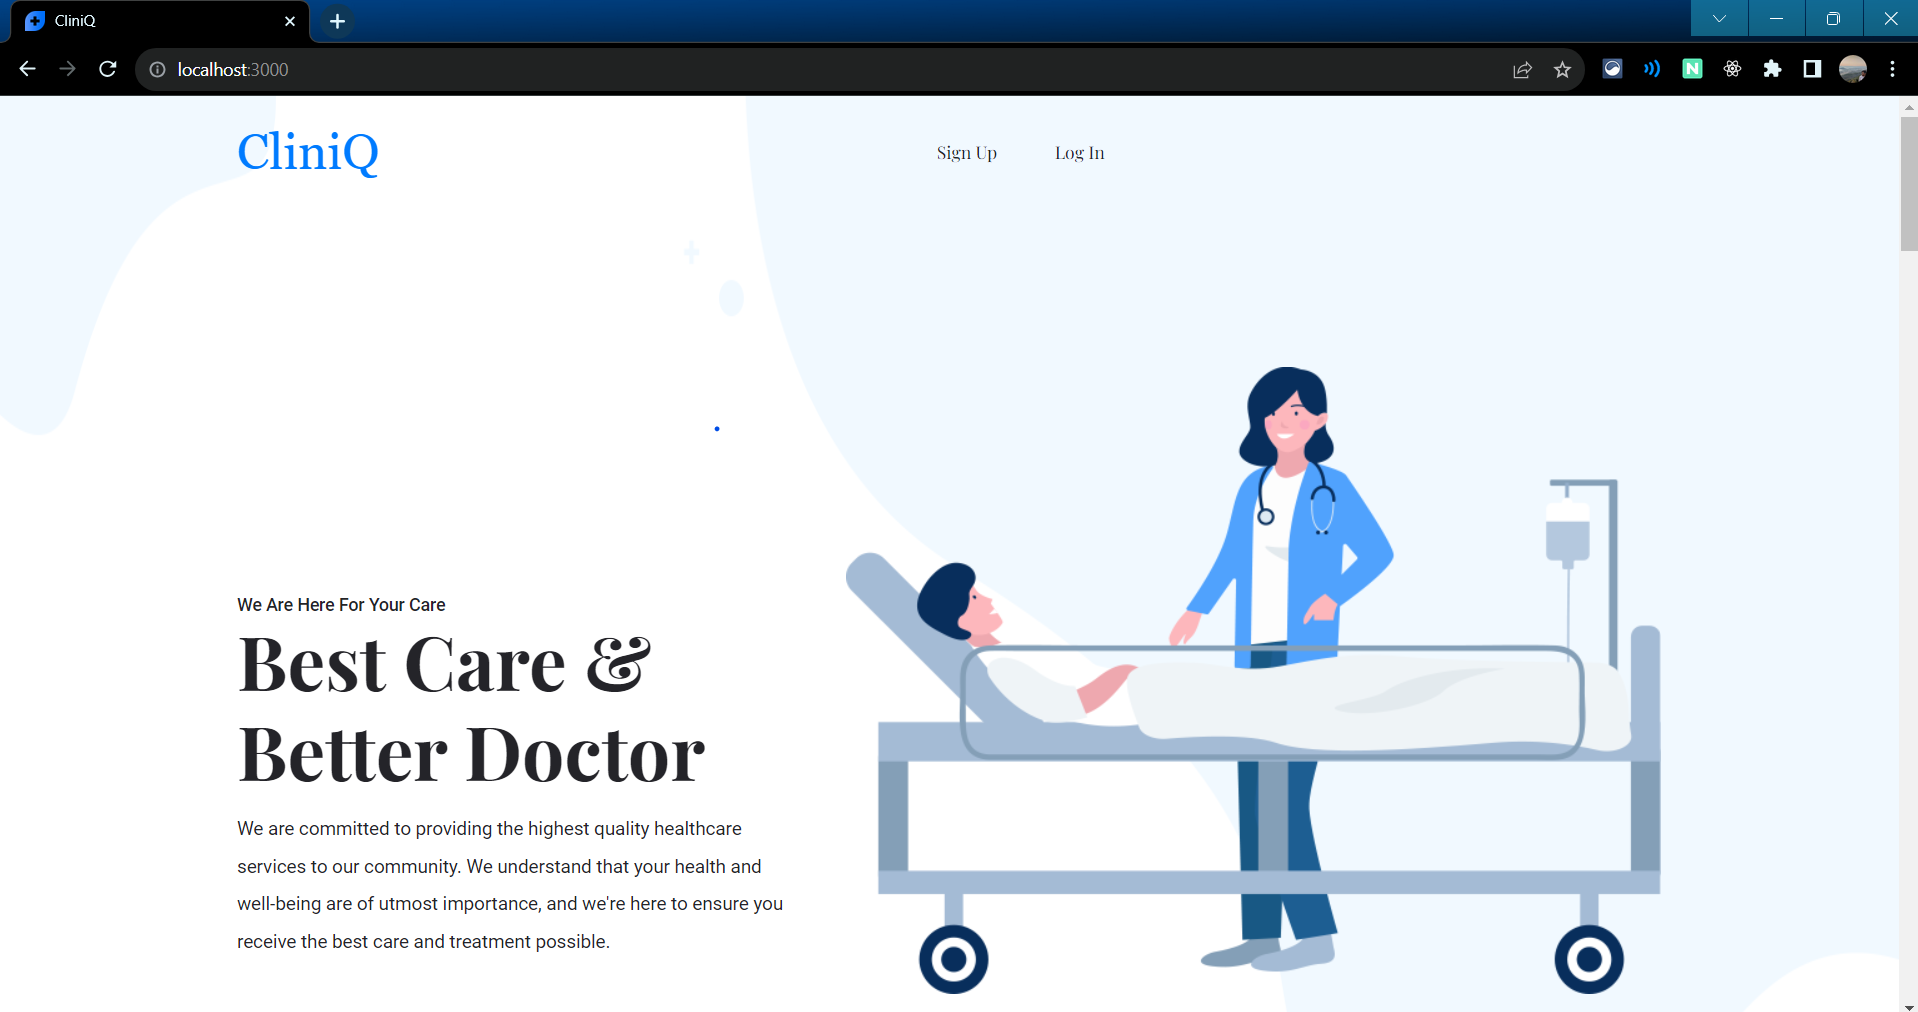 CliniQ
localhost:3000
N
CliniQ
Sign Up
Log In
We Are Here For Your Care
Best Care &
Better Doctor
We are committed to providing the highest quality healthcare
services to our community. We understand that your health and
well-being are of utmost importance, and we're here to ensure you
receive the best care and treatment possible.